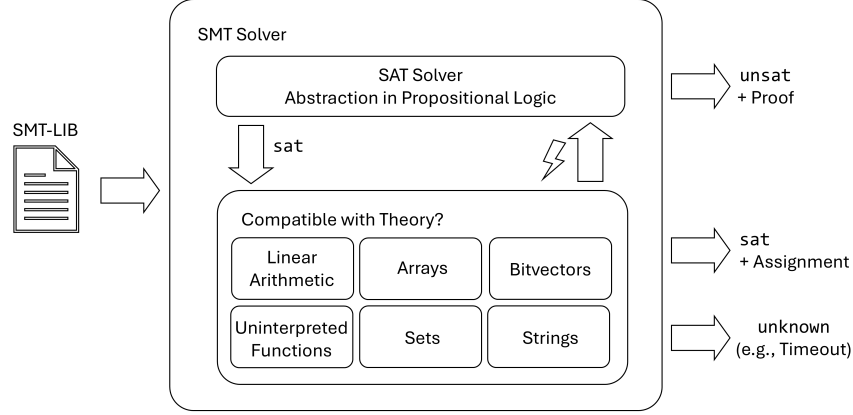 SMT Solver
SAT Solver
Abstraction in Propositional Logic
unsat
+ Proof
SMT-LIB
sat
Compatible with Theory?
Linear
Arithmetic
Arrays
Bitvectors
sat
+ Assignment
Uninterpreted
Functions
Sets
Strings
unknown
(e.g., Timeout)